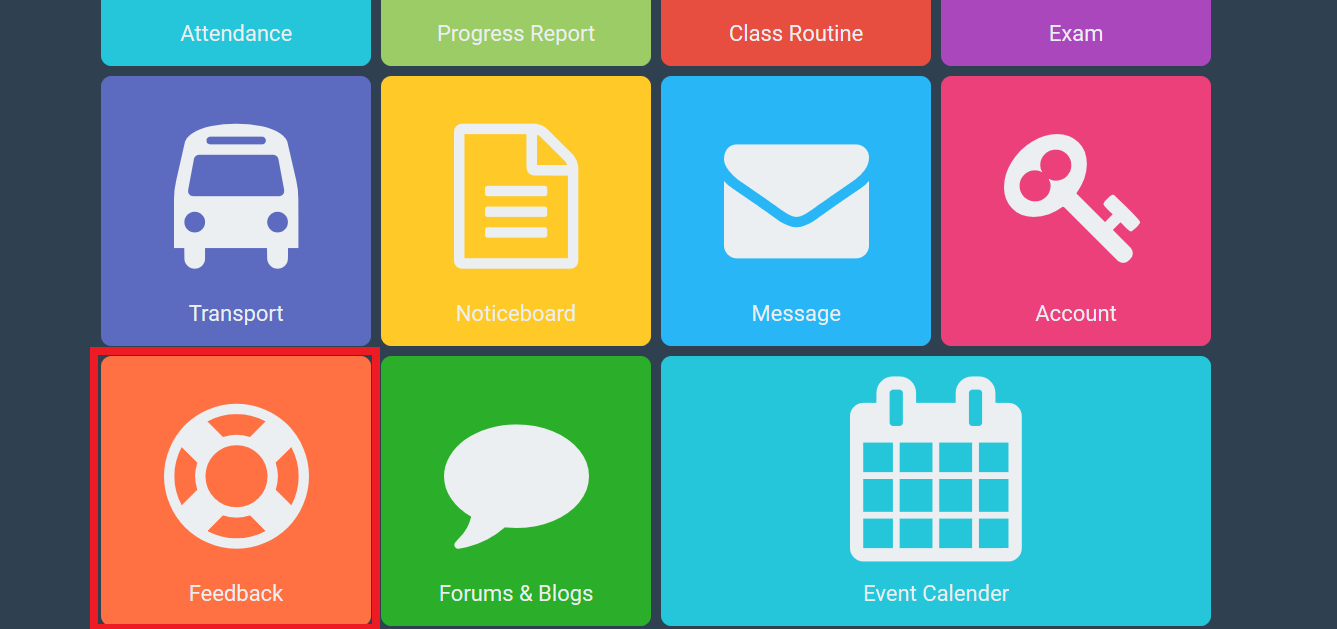 Attendance
Progress Report
Class Routine
Exam
Transport
Noticeboard
Message
Account
Feedback
Forums & Blogs
Event Calender